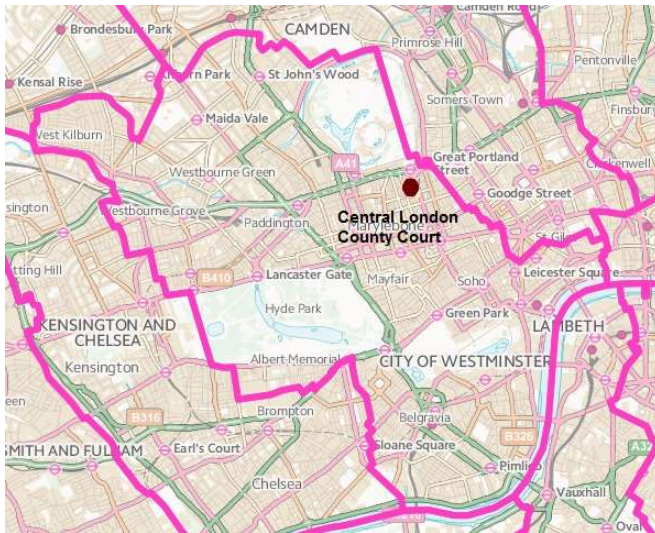 Brondesbury Park
CAMDEN
Camden Road
Primrose Hill
Kensal Rise
Kilburn Park
St John's Wood
Pentonville
Somers Town
Maida Vale
Finsbury
West Kilburn
A41
Great Portland
Street
Westbourne Green
Goodge Street
Westbourne Grove
Paddington
Central London
County Court
Marylebone
Lancaster Gate
B410
Mayfair
Soho
Leicester Square
Hyde Park
Green Park
KENSINGTON AND
CHELSEA
LAMBETH
Albert Memorial
CITY OF WESTMINSTER
Kensington
Brompton
B316
Belgravia
B326
SMITH AND FULHAM
Earl's Court
Sloane Square
Pimlico
Chelsea
Vauxhall
Oval